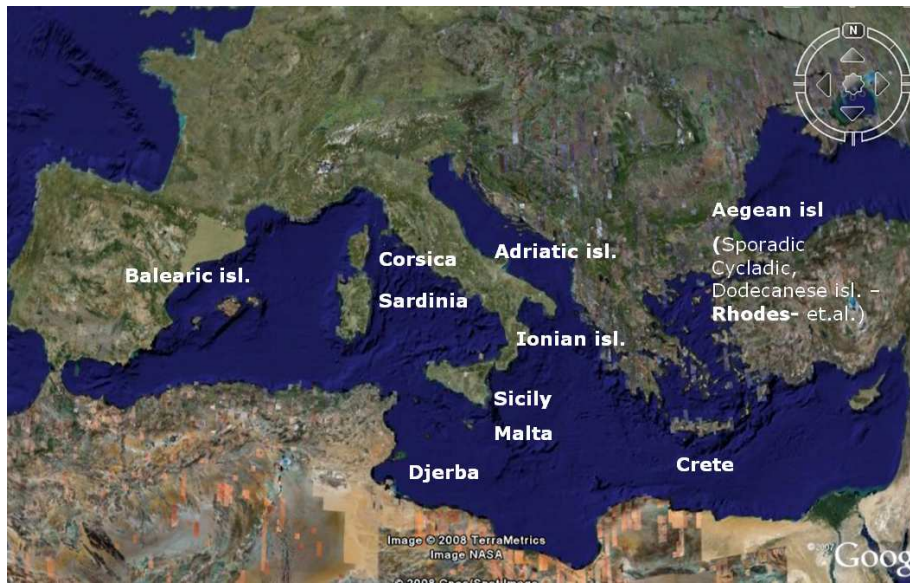 N
Aegean isl
(Sporadic
Cycladic,
Dodecanese isl. –
Rhodes- et.al.)
Corsica
Adriatic isl.
Balearic isl.
Sardinia
Ionian isl.
Sicily
Malta
Crete
Djerba
Image © 2008 TerraMetrics
Image NASA
© 2007 Goog